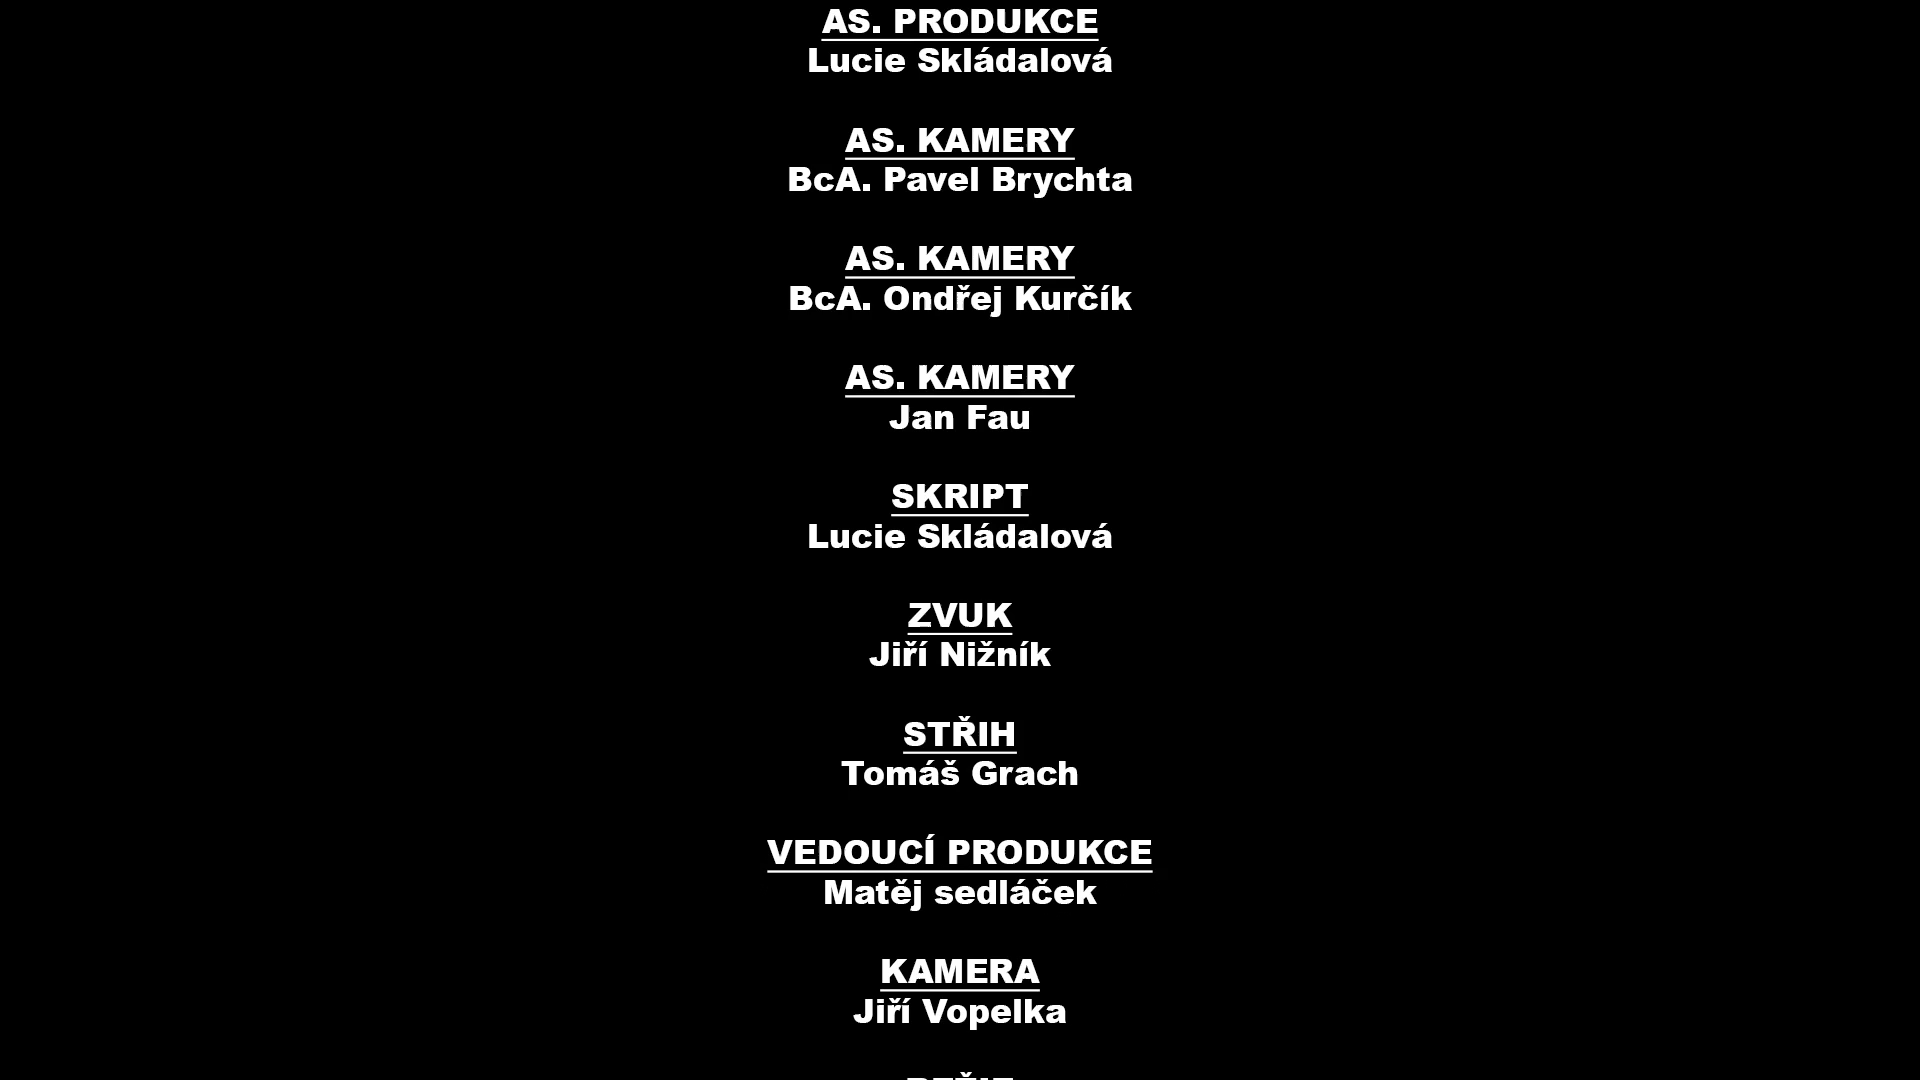 AS. PRODUKCE
Lucie Skládalová
AS. KAMERY
BcA. Pavel Brychta
AS. KAMERY
BcA. Ondřej Kurčík
AS. KAMERY
Jan Fau
SKRIPT
Lucie Skládalová
ZVUK
Jiří Nižník
STŘIH
Tomáš Grach
VEDOUCÍ PRODUKCE
Matěj sedláček
KAMERA
Jiří Vopelka